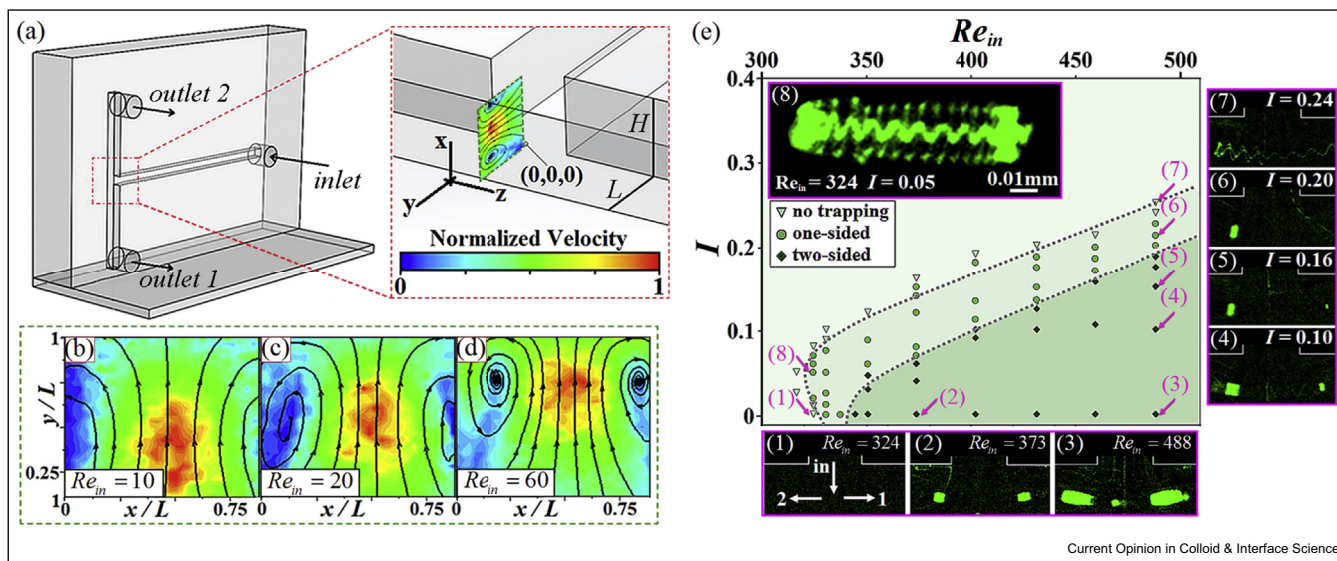 (a)
outlet 2
inlet
outlet 1
H
L
x
y
z
(0,0,0)
Normalized Velocity
0 1
(b) (c) (d)
y/L
1
0.25
1
Re_in = 10 Re_in = 20 Re_in = 60
1 0.75 1 0.75 1 0.75
x / L x / L x / L
(e)
Re_in
300 350 400 450 500
I
0.4
0.3
0.2
0.1
0
(8)
Re_in = 324 I = 0.05
0.01mm
no trapping
one-sided
two-sided
(7)
(6)
(5)
(4)
(8)
(1)
(2)
(3)
(7) I = 0.24
(6) I = 0.20
(5) I = 0.16
(4) I = 0.10
(1) Re_in = 324
in
2 1
(2) Re_in = 373
(3) Re_in = 488
Current Opinion in Colloid & Interface Science